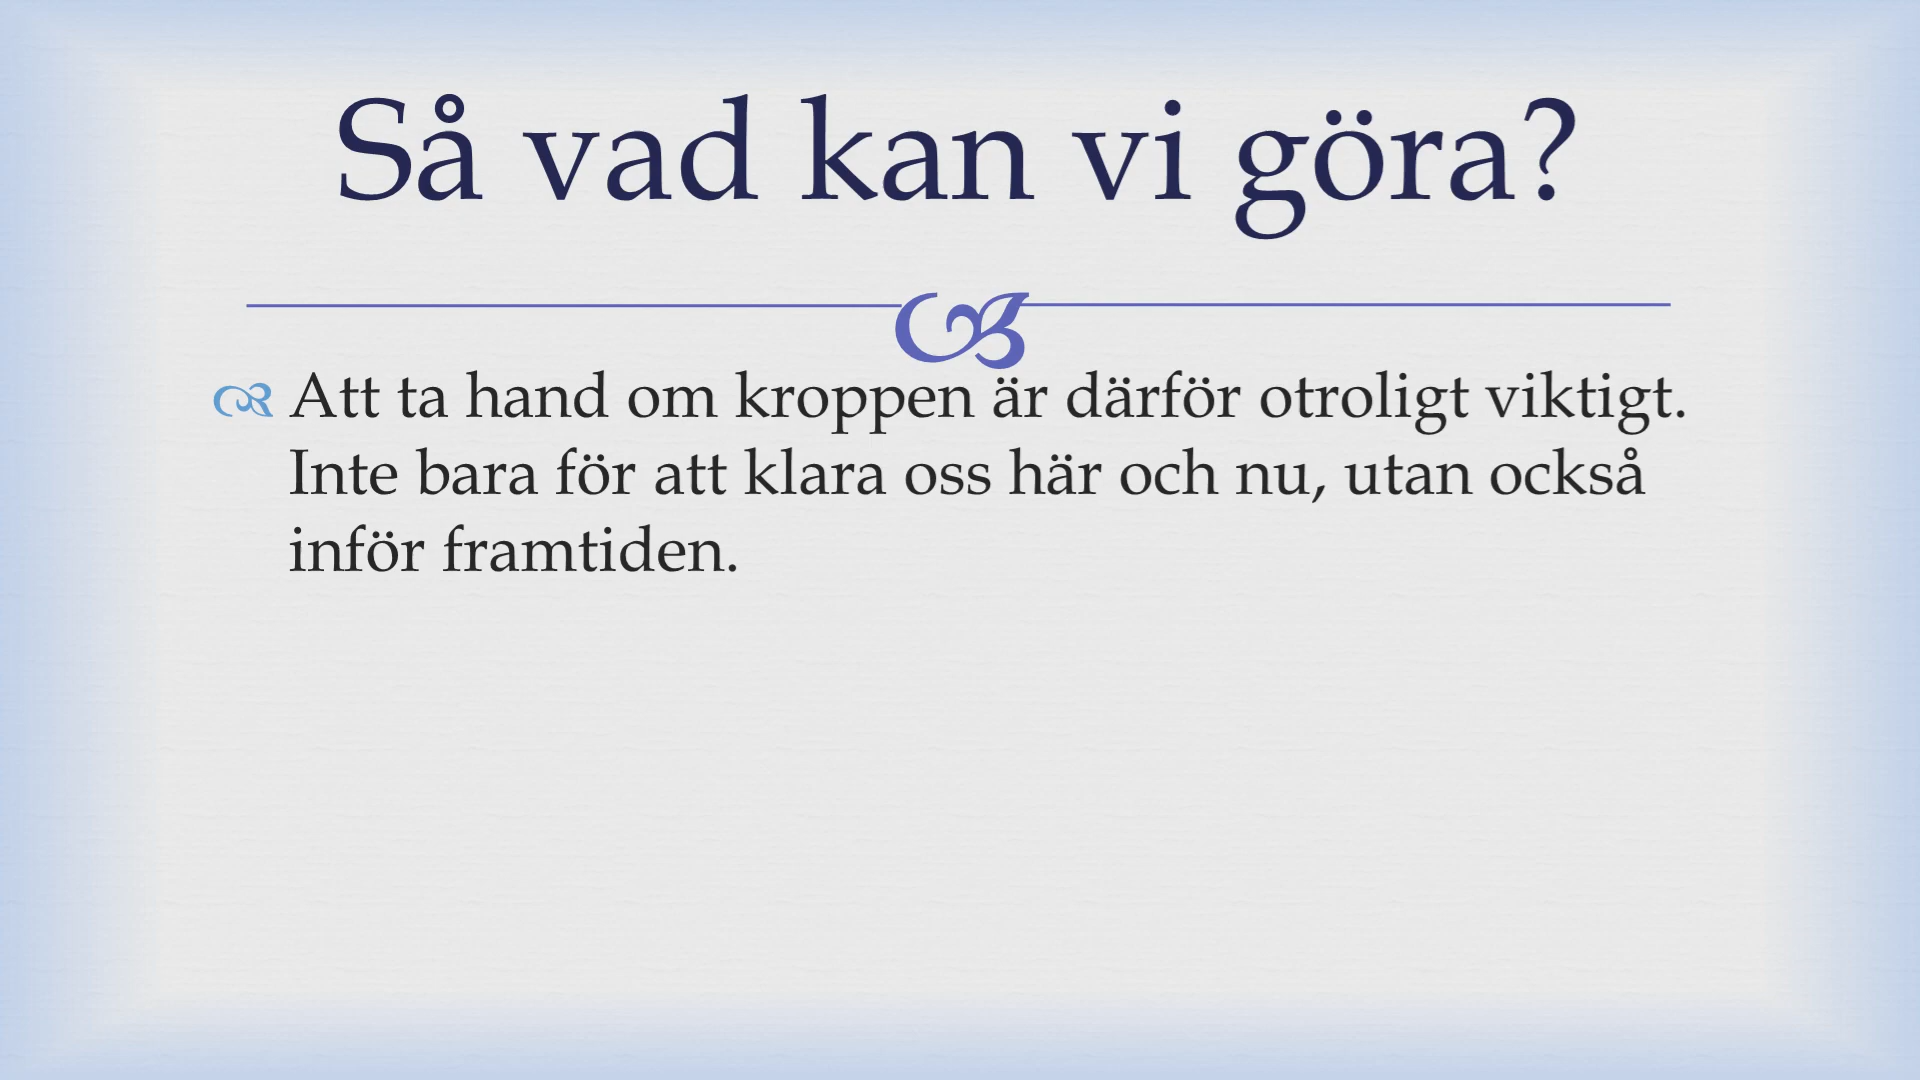 Så vad kan vi göra?
Att ta hand om kroppen är därför otroligt viktigt.
Inte bara för att klara oss här och nu, utan också
inför framtiden.